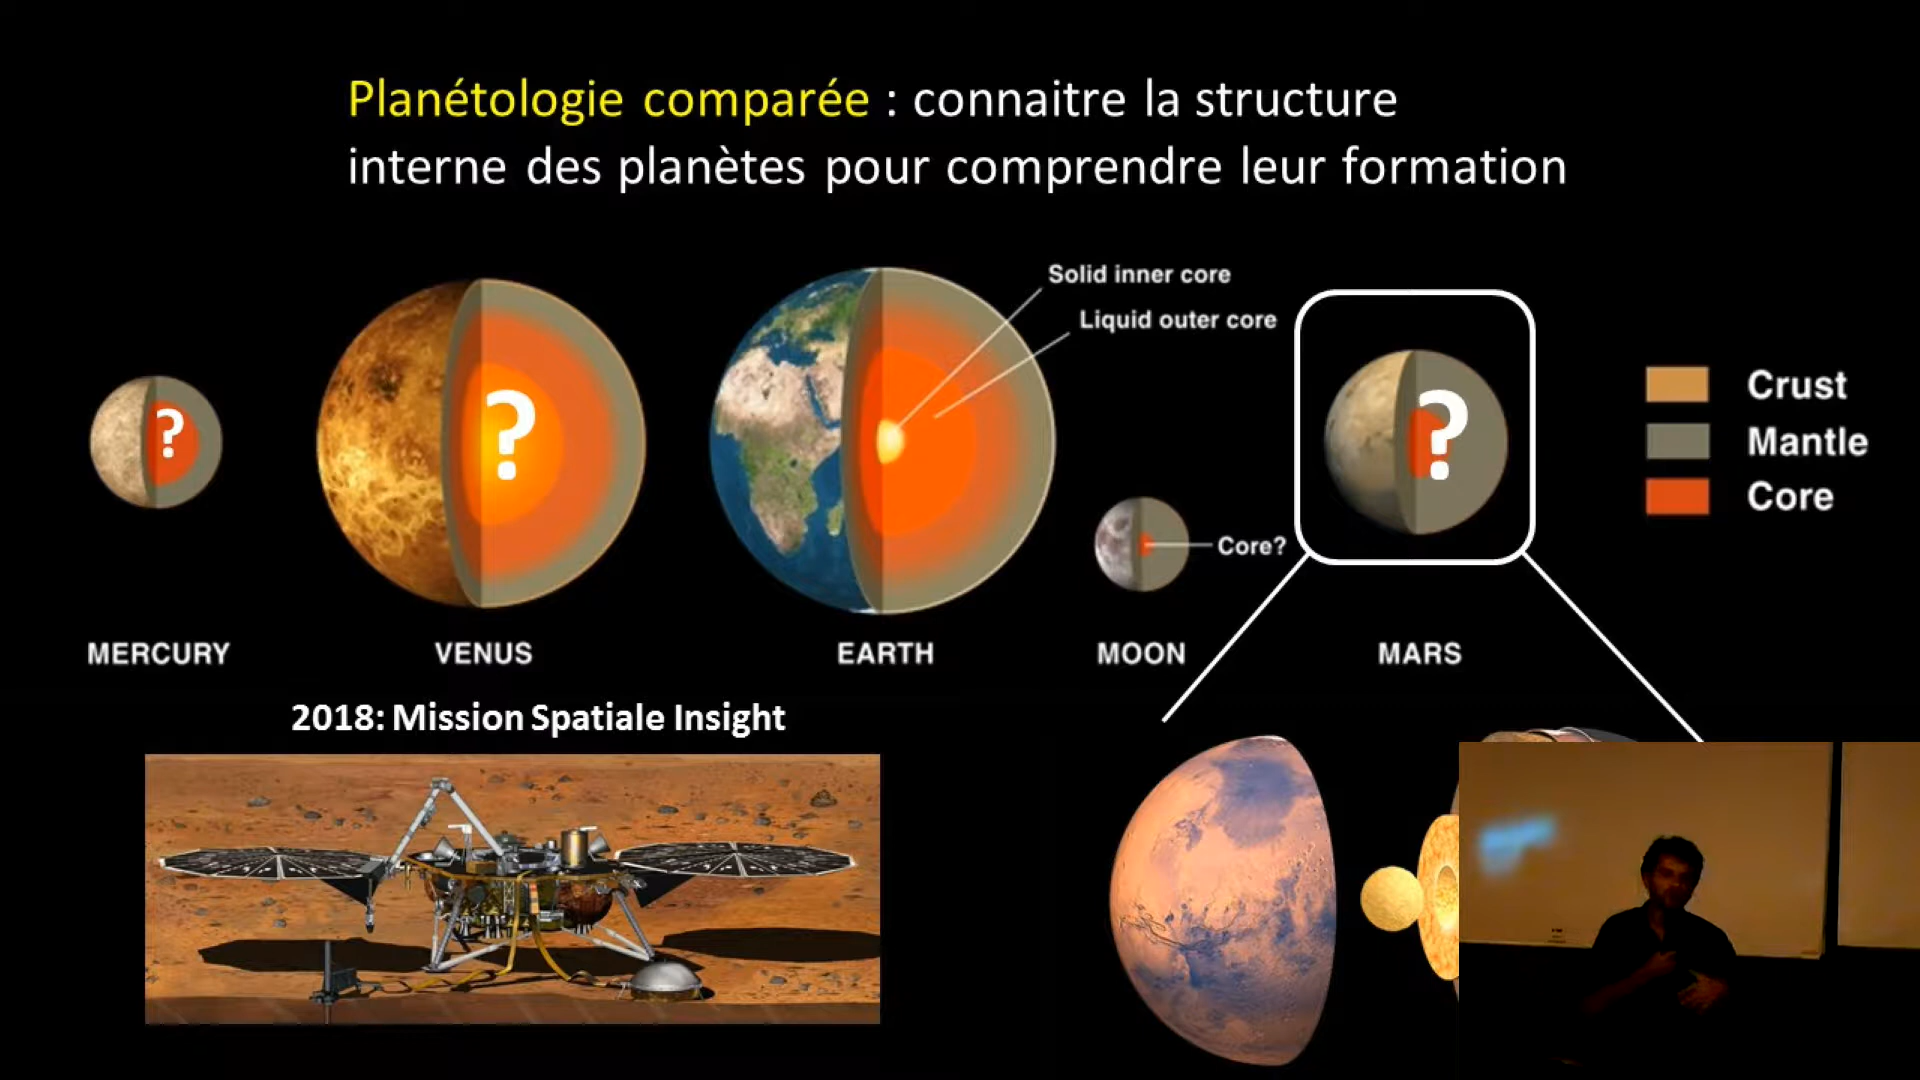 Planétologie comparée : connaitre la structure
interne des planètes pour comprendre leur formation
Solid inner core
Liquid outer core
?
?
?
Core?
Crust
Mantle
Core
MERCURY
VENUS
EARTH
MOON
MARS
2018: Mission Spatiale Insight